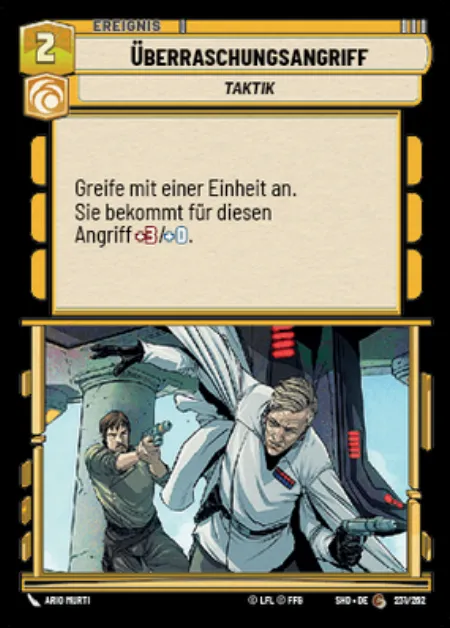 EREIGNIS
2
ÜBERRASCHUNGSANGRIFF
TAKTIK
Greife mit einer Einheit an.
Sie bekommt für diesen
Angriff +3/+0.
ARIO MURTI
© LFL ℗ FFG
SHD • DE
231/262